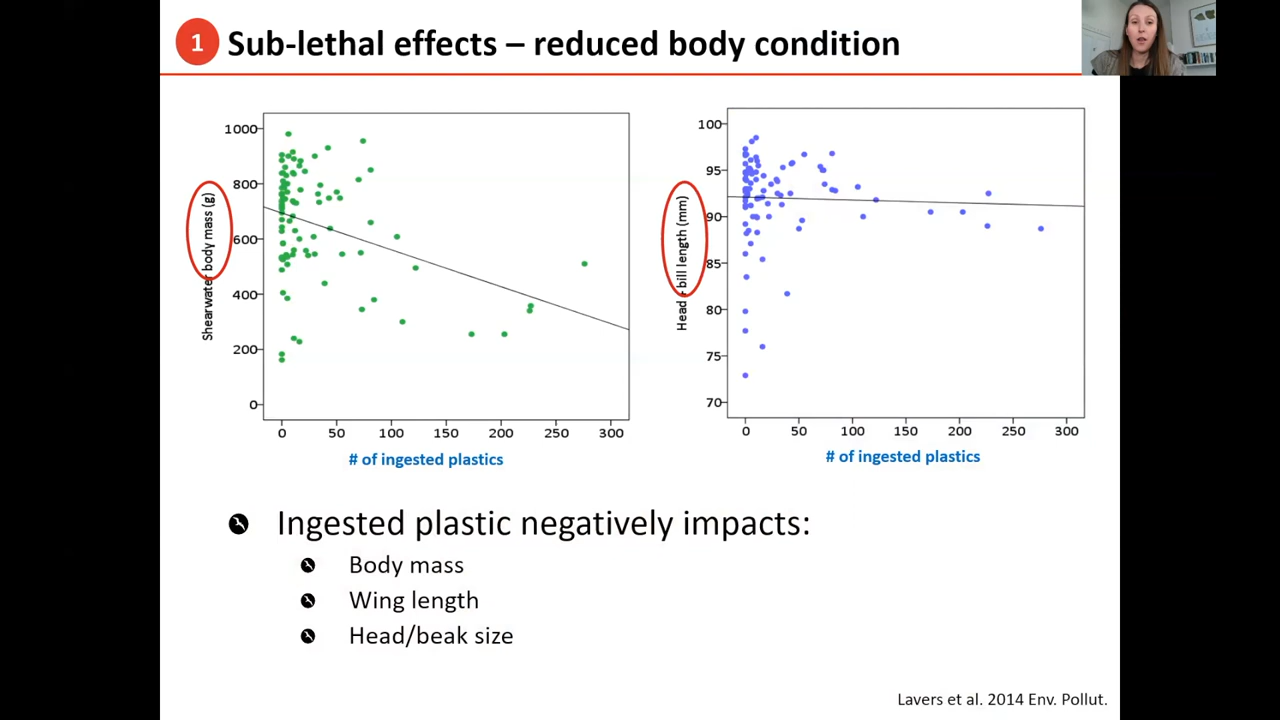 1 Sub-lethal effects – reduced body condition
Shearwater body mass (g)
1000
800
600
400
200
0
0 50 100 150 200 250 300
# of ingested plastics
Head + bill length (mm)
100
95
90
85
80
75
70
0 50 100 150 200 250 300
# of ingested plastics
Ingested plastic negatively impacts:
Body mass
Wing length
Head/beak size
Lavers et al. 2014 Env. Pollut.